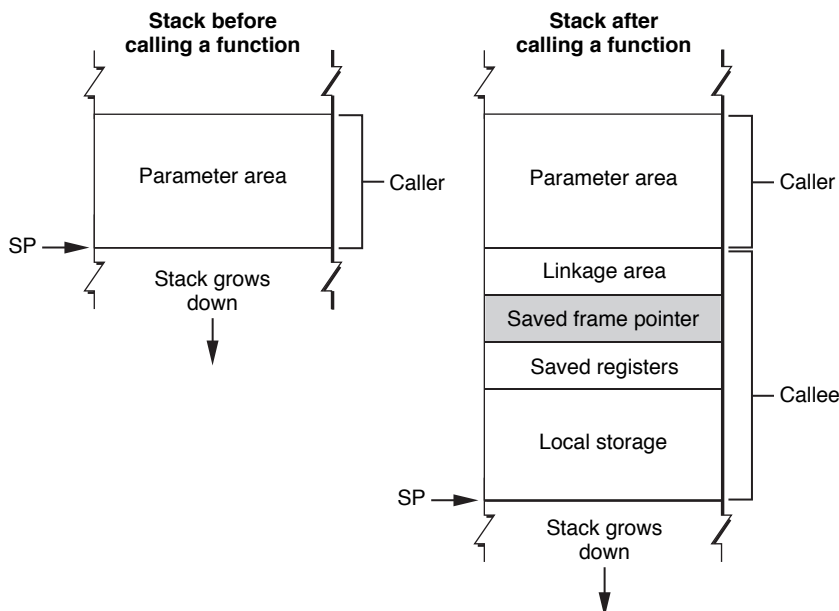 Stack before
calling a function
Parameter area
Caller
SP
Stack grows
down
Stack after
calling a function
Parameter area
Caller
Linkage area
Saved frame pointer
Saved registers
Callee
Local storage
SP
Stack grows
down